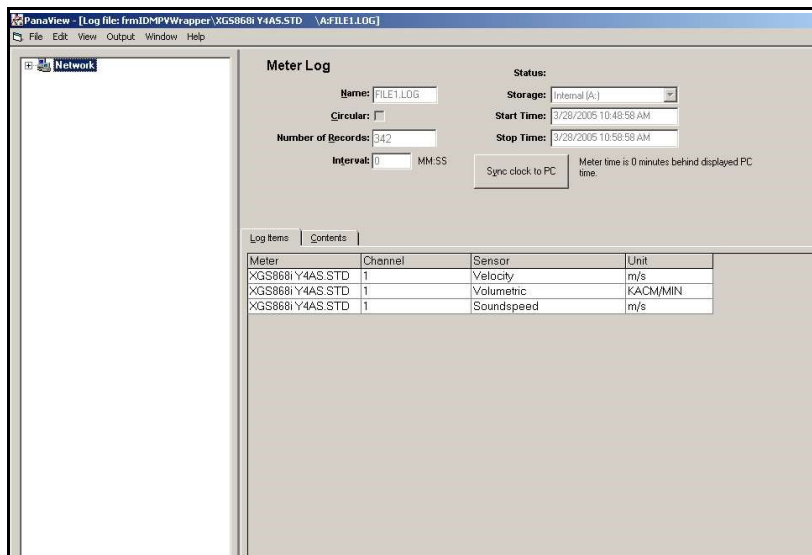 PanaView - [Log file: frmIDMPVWrapper\XGS868i Y4AS.STD \A:FILE1.LOG]
File Edit View Output Window Help
Network
Meter Log
Name: FILE1.LOG
Circular:
Number of Records: 342
Interval: 0 MM:SS
Status:
Storage: Internal (A:)
Start Time: 3/28/2005 10:48:58 AM
Stop Time: 3/28/2005 10:58:58 AM
Sync clock to PC
Meter time is 0 minutes behind displayed PC
time.
Log Items Contents
Meter Channel Sensor Unit
XGS868i Y4AS.STD 1 Velocity m/s
XGS868i Y4AS.STD 1 Volumetric KACM/MIN
XGS868i Y4AS.STD 1 Soundspeed m/s